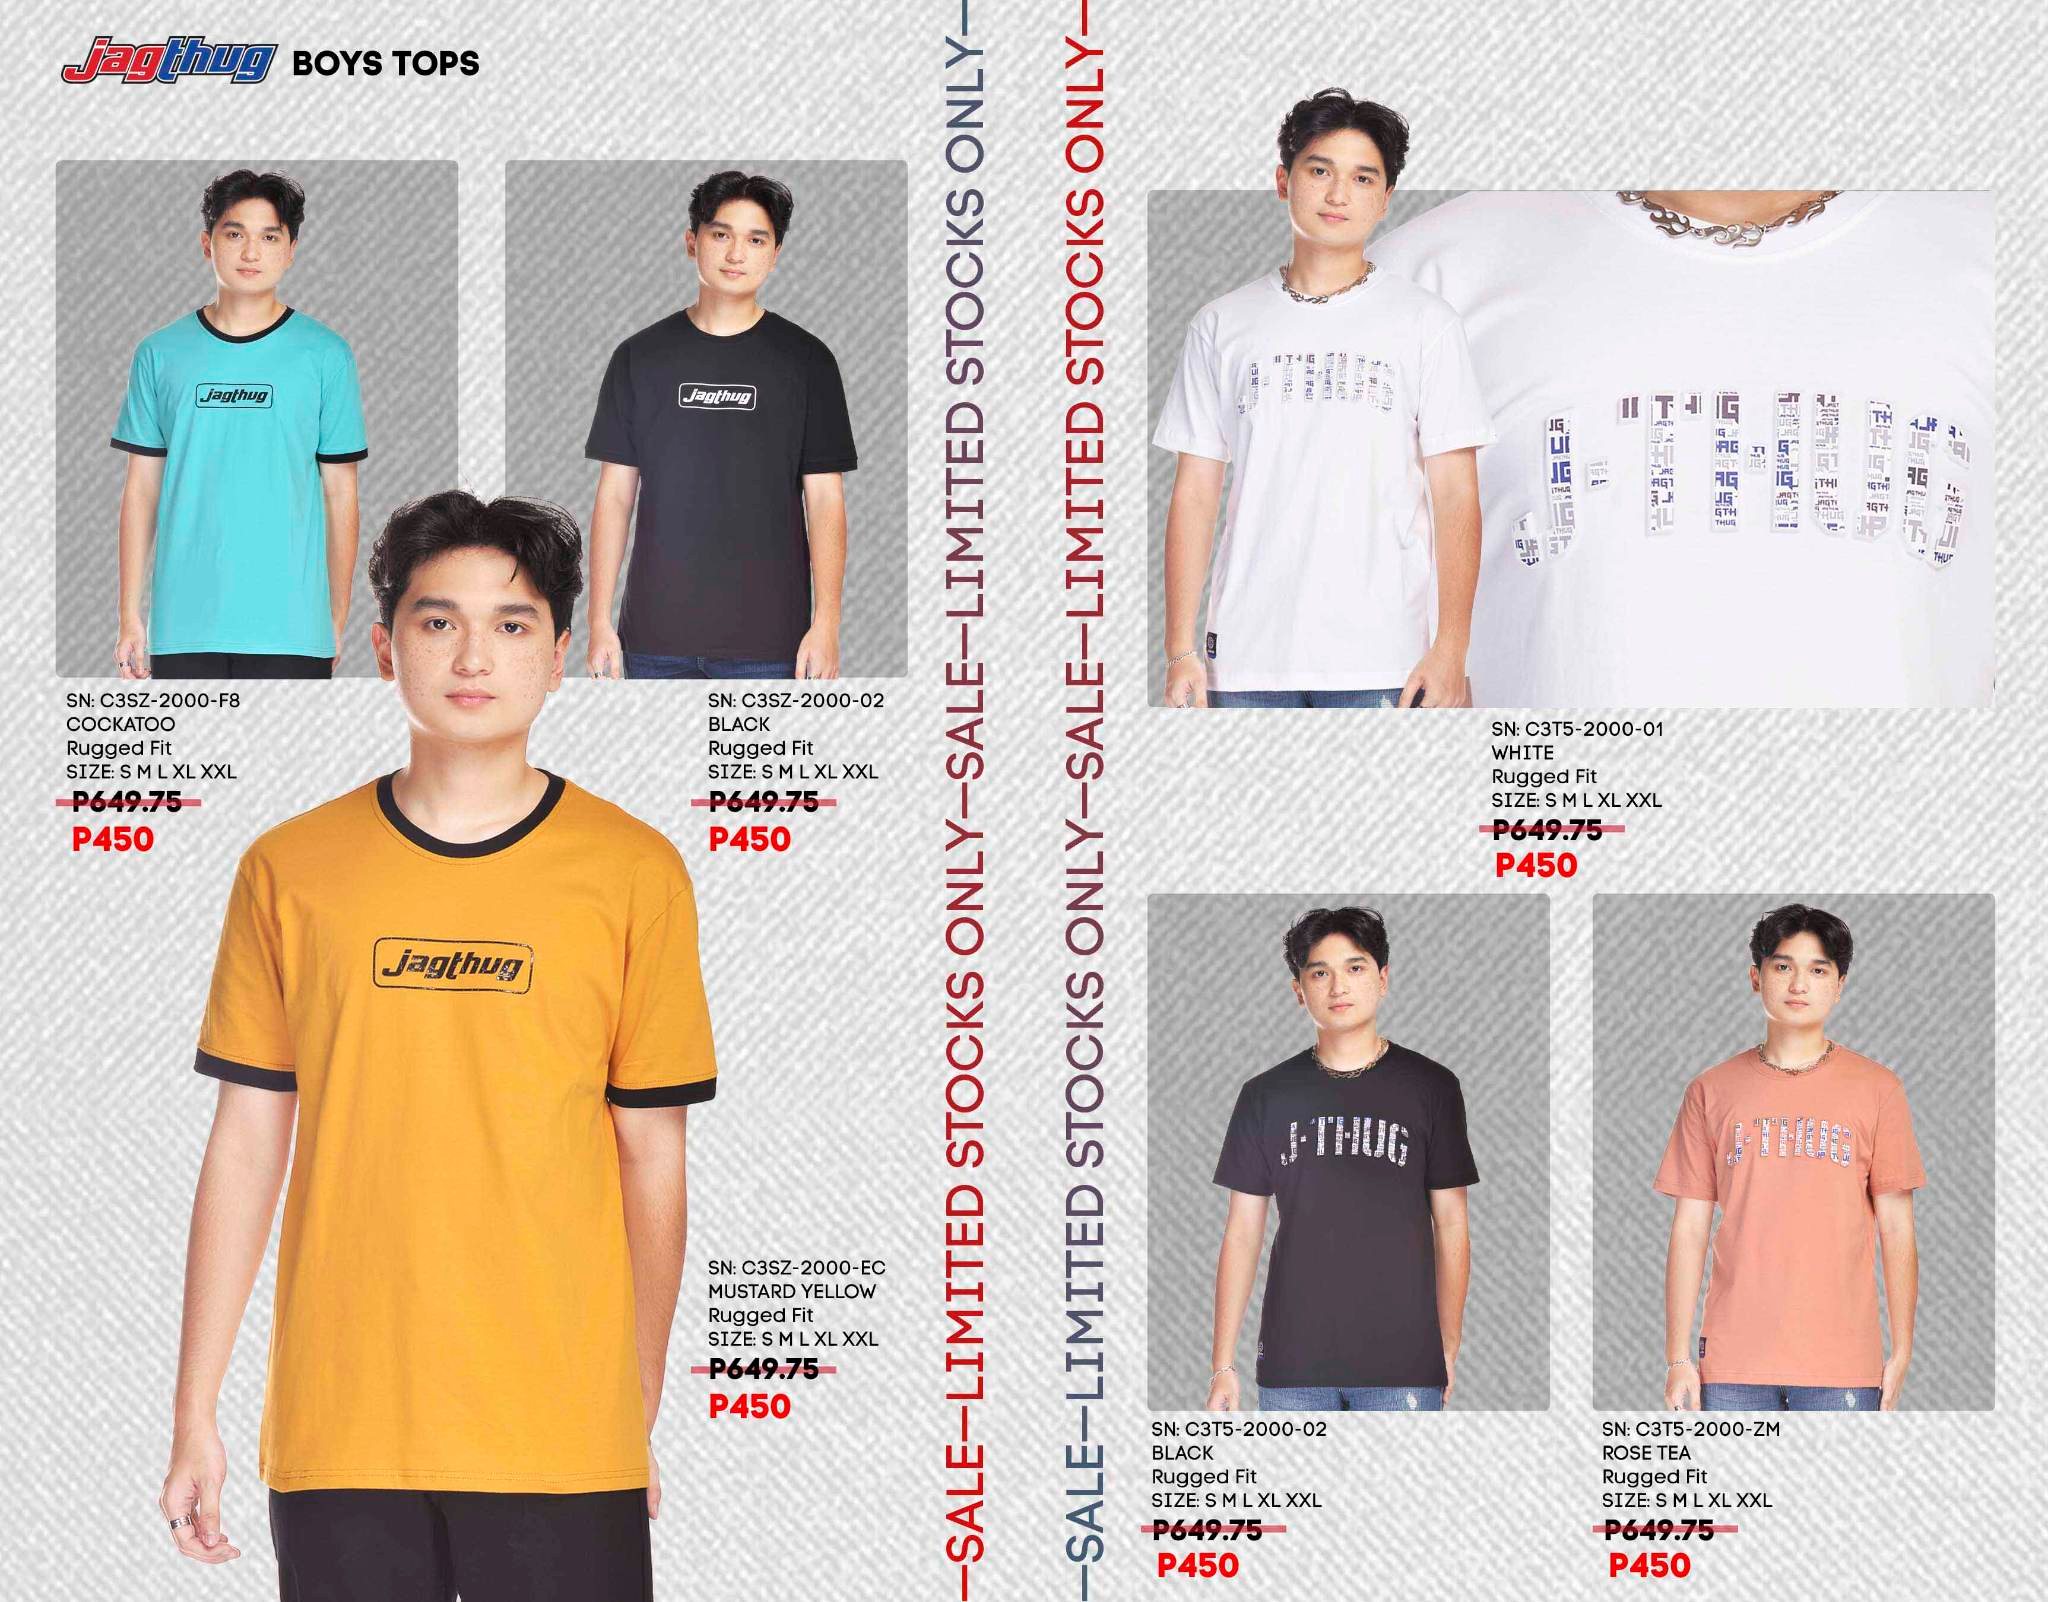 jagthug BOYS TOPS
jagthug
jagthug
SN: C3SZ-2000-F8
COCKATOO
Rugged Fit
SIZE: S M L XL XXL
P649.75
P450
SN: C3SZ-2000-02
BLACK
Rugged Fit
SIZE: S M L XL XXL
P649.75
P450
jagthug
SN: C3SZ-2000-EC
MUSTARD YELLOW
Rugged Fit
SIZE: S M L XL XXL
P649.75
P450
—SALE—LIMITED STOCKS ONLY—SALE—LIMITED STOCKS ONLY—
—SALE—LIMITED STOCKS ONLY—SALE—LIMITED STOCKS ONLY—
J-THUG
J-THUG
SN: C3T5-2000-01
WHITE
Rugged Fit
SIZE: S M L XL XXL
P649.75
P450
J-THUG
SN: C3T5-2000-02
BLACK
Rugged Fit
SIZE: S M L XL XXL
P649.75
P450
J-THUG
SN: C3T5-2000-ZM
ROSE TEA
Rugged Fit
SIZE: S M L XL XXL
P649.75
P450